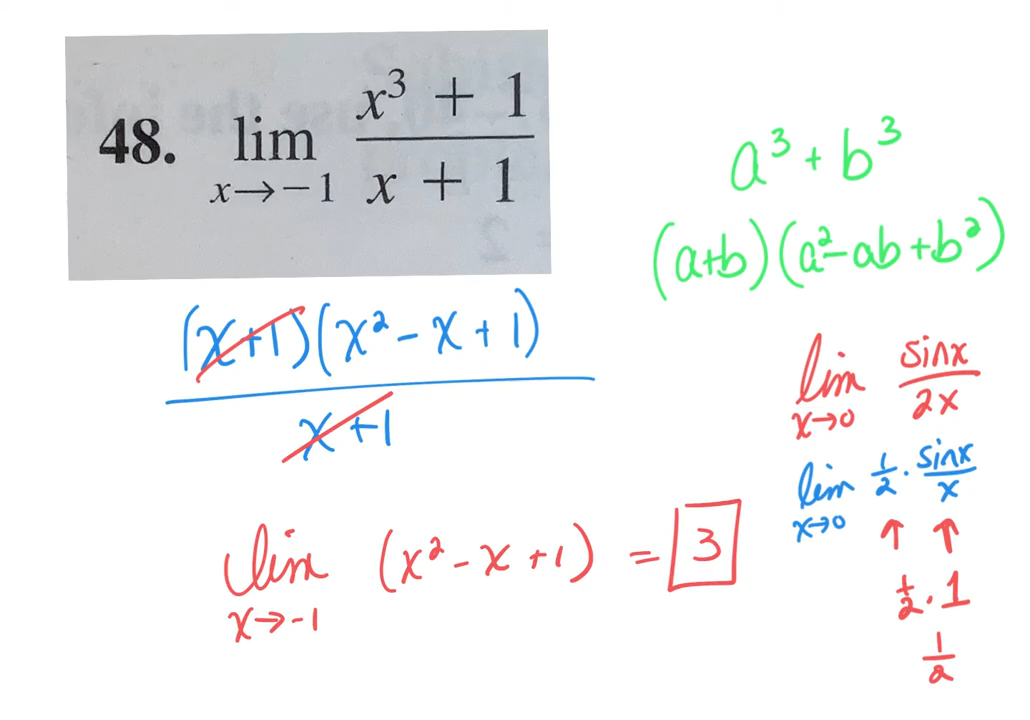 48. lim x→−1 x³ + 1 / x + 1
a³ + b³
(a+b)(a²−ab+b²)
(x+1)(x²−x+1)
x+1
lim x→−1 (x²−x+1) = 3
lim x→0 sinx / 2x
lim x→0 1/2 · sinx / x
↑ ↑
1/2 · 1
1/2